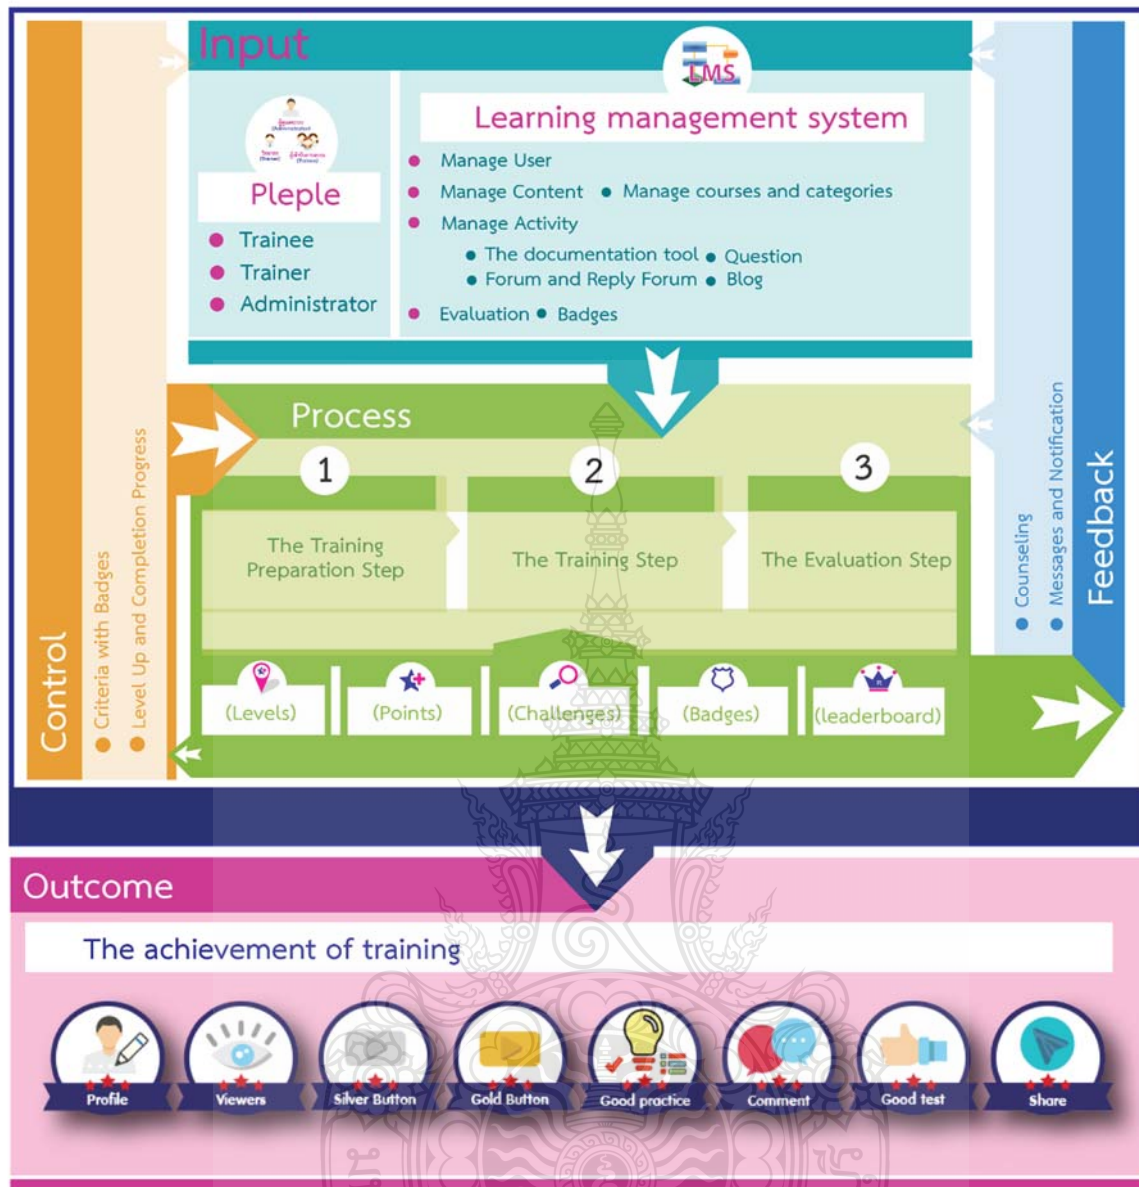 Input
LMS
Learning management system
Pleple
Trainee
Trainer
Administrator
Manage User
Manage Content • Manage courses and categories
Manage Activity
• The documentation tool • Question
• Forum and Reply Forum • Blog
Evaluation • Badges
Control
Criteria with Badges
Level Up and Completion Progress
Process
1
2
3
The Training
Preparation Step
The Training Step
The Evaluation Step
(Levels)
(Points)
(Challenges)
(Badges)
(leaderboard)
Counseling
Messages and Notification
Feedback
Outcome
The achievement of training
Profile
Viewers
Silver Button
Gold Button
Good practice
Comment
Good test
Share